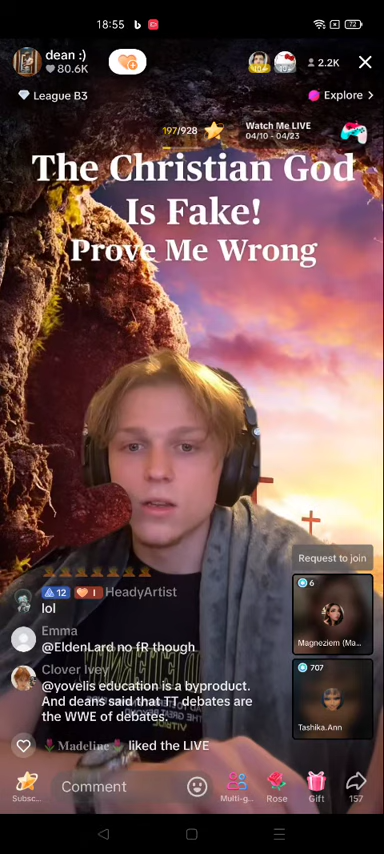 18:55
72
dean :)
80.6K
2.2K
League B3
Explore
197/928
Watch Me LIVE
04/10 - 04/23
The Christian God
Is Fake!
Prove Me Wrong
Request to join
6
Magneziem (Ma...
707
Tashika.Ann
12
I
HeadyArtist
lol
Emma
@EldenLard no fR though
Clover Ivey
@yovelis education is a byproduct.
And deans said that TT debates are
the WWE of debates.
Madeline liked the LIVE
Subsc...
Comment
Multi-g...
Rose
Gift
157